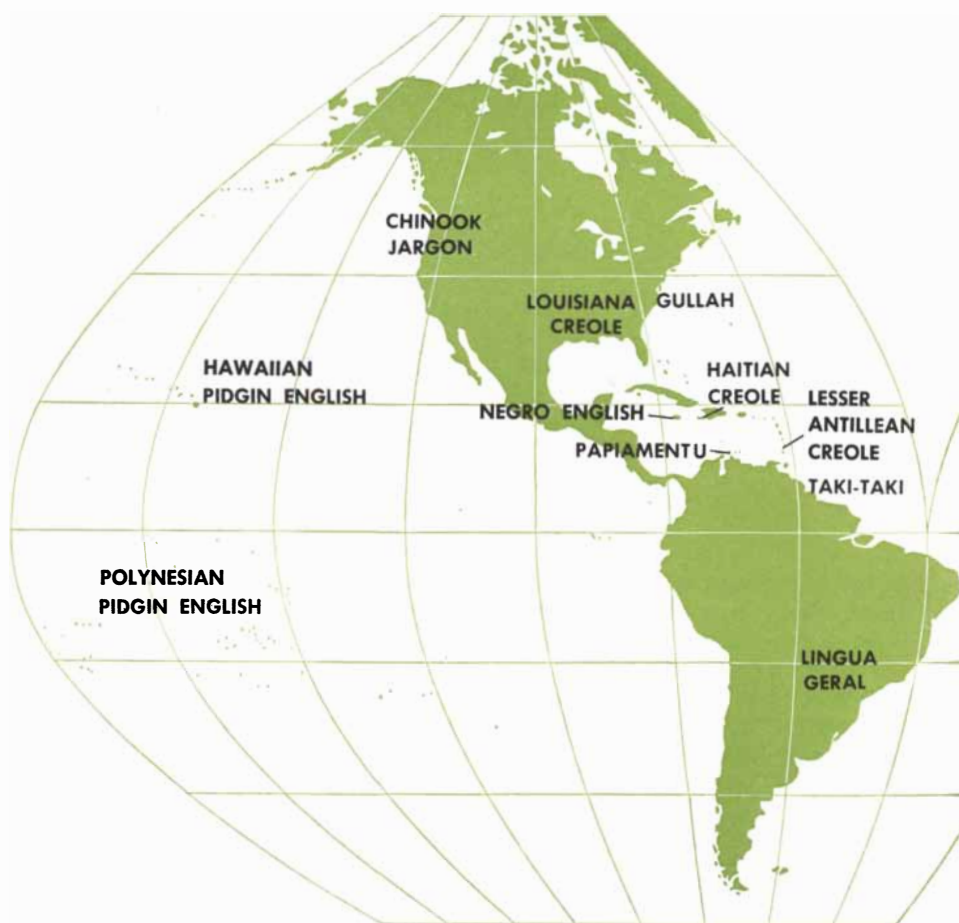 CHINOOK
JARGON
LOUISIANA
CREOLE
GULLAH
HAWAIIAN
PIDGIN ENGLISH
HAITIAN
CREOLE
LESSER
ANTILLEAN
CREOLE
NEGRO ENGLISH
PAPIAMENTU
TAKI-TAKI
POLYNESIAN
PIDGIN ENGLISH
LINGUA
GERAL